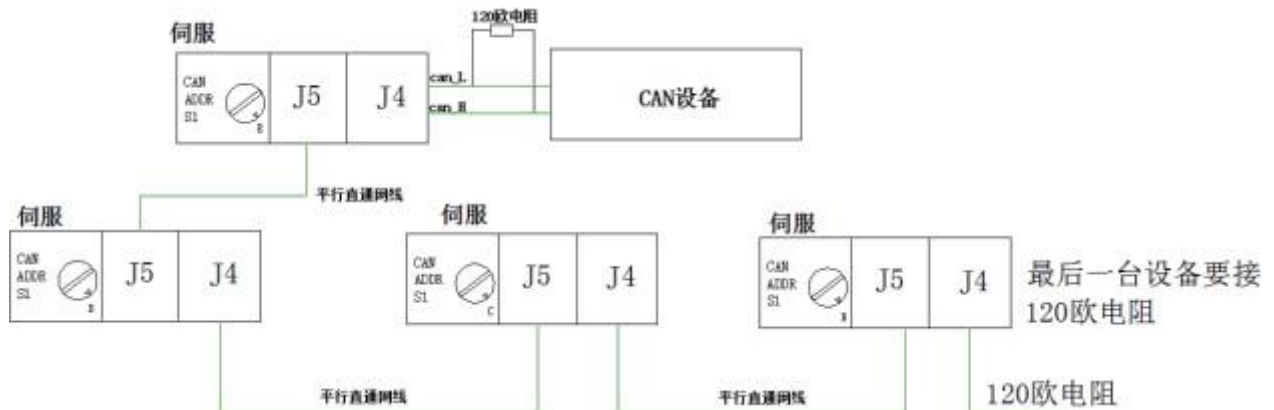 120欧电阻
伺服
CAN
ADDR
S1
J5
J4
can_L
can_H
CAN设备
平行直通网线
伺服
CAN
ADDR
S1
J5
J4
伺服
CAN
ADDR
S1
C
J5
J4
伺服
CAN
ADDR
S1
J5
J4
最后一台设备要接
120欧电阻
平行直通网线
平行直通网线
120欧电阻